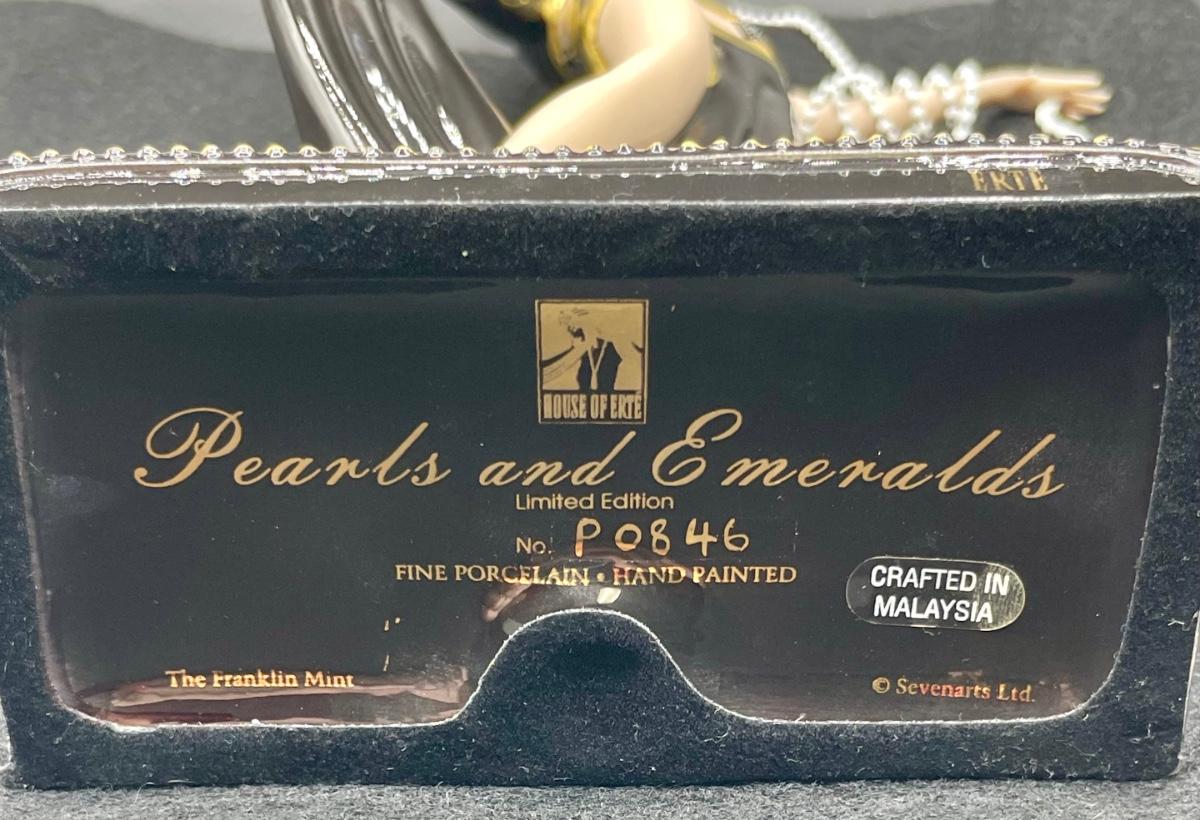 ERTE
HOUSE OF ERTÉ
Pearls and Emeralds
Limited Edition
No. P0846
FINE PORCELAIN • HAND PAINTED
CRAFTED IN
MALAYSIA
The Franklin Mint
© Sevenarts Ltd.